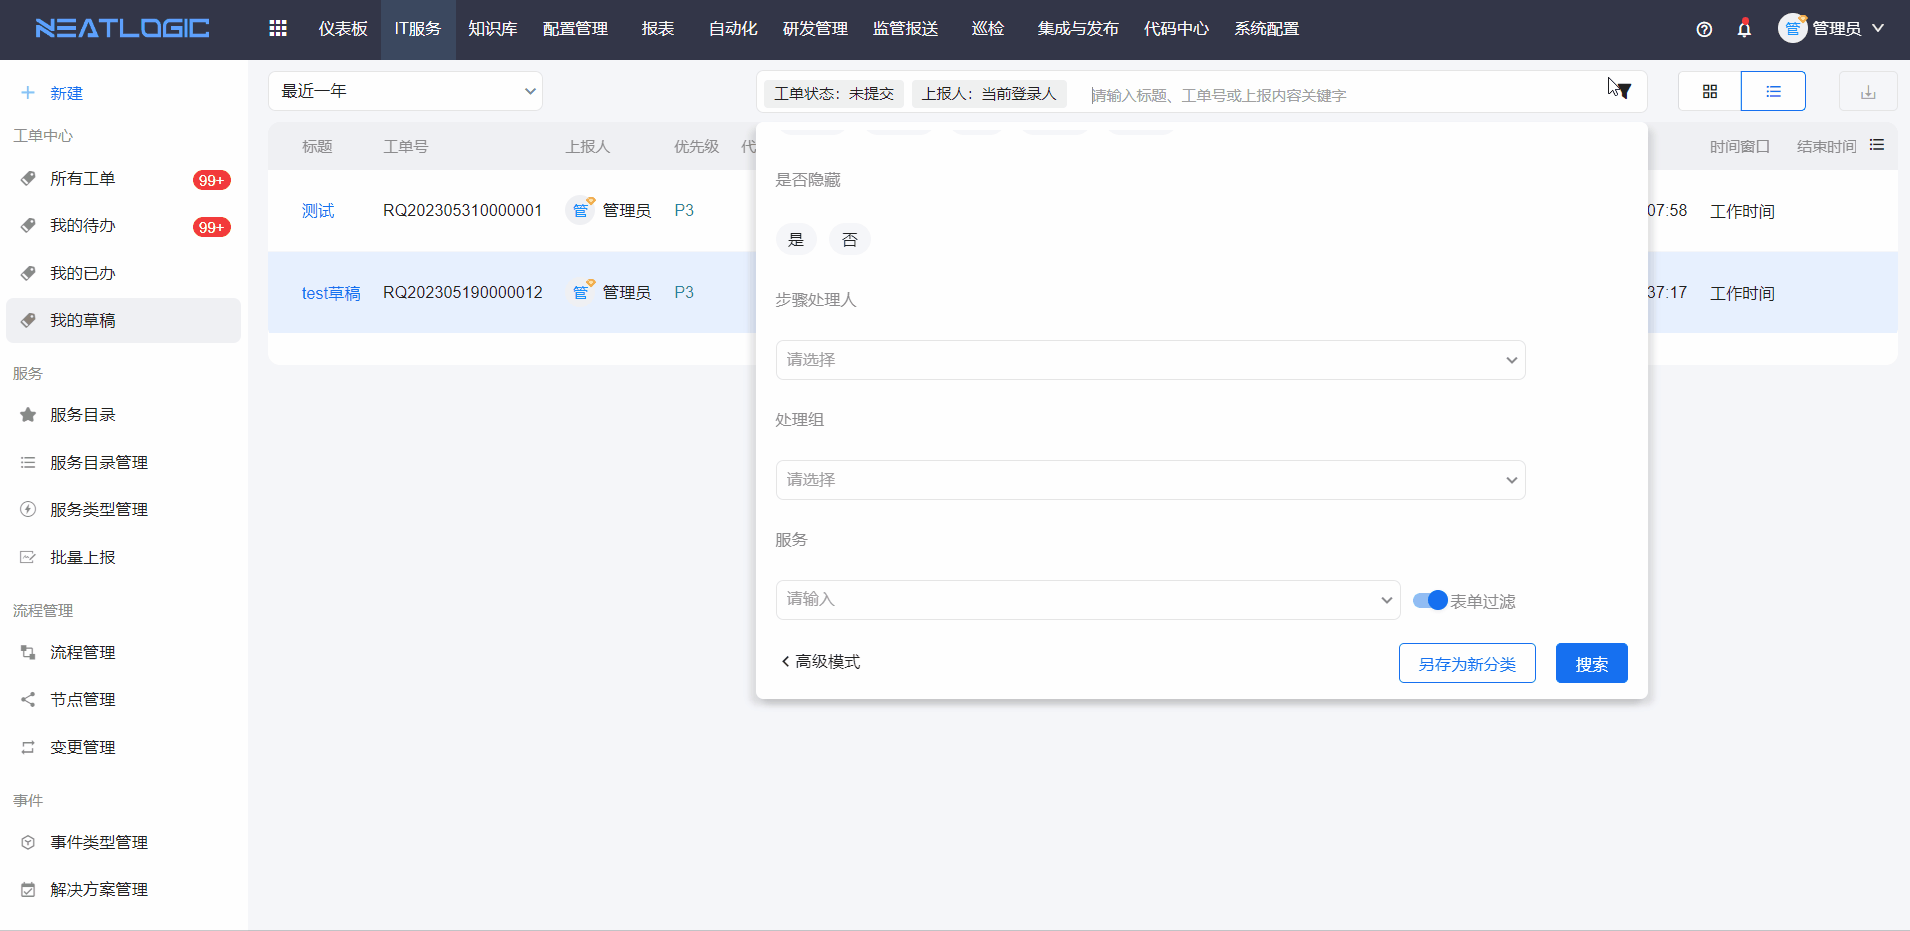 NEATLOGIC 仪表板 IT服务 知识库 配置管理 报表 自动化 研发管理 监管报送 巡检 集成与发布 代码中心 系统配置 管 管理员
新建
工单中心
所有工单 99+
我的待办 99+
我的已办
我的草稿
服务
服务目录
服务目录管理
服务类型管理
批量上报
流程管理
流程管理
节点管理
变更管理
事件
事件类型管理
解决方案管理
最近一年 工单状态：未提交 上报人：当前登录人 请输入标题、工单号或上报内容关键字
标题 工单号 上报人 优先级 代 时间窗口 结束时间
测试 RQ202305310000001 管 管理员 P3 07:58 工作时间
test草稿 RQ202305190000012 管 管理员 P3 37:17 工作时间
是否隐藏
是 否
步骤处理人
请选择
处理组
请选择
服务
请输入 表单过滤
高级模式 另存为新分类 搜索